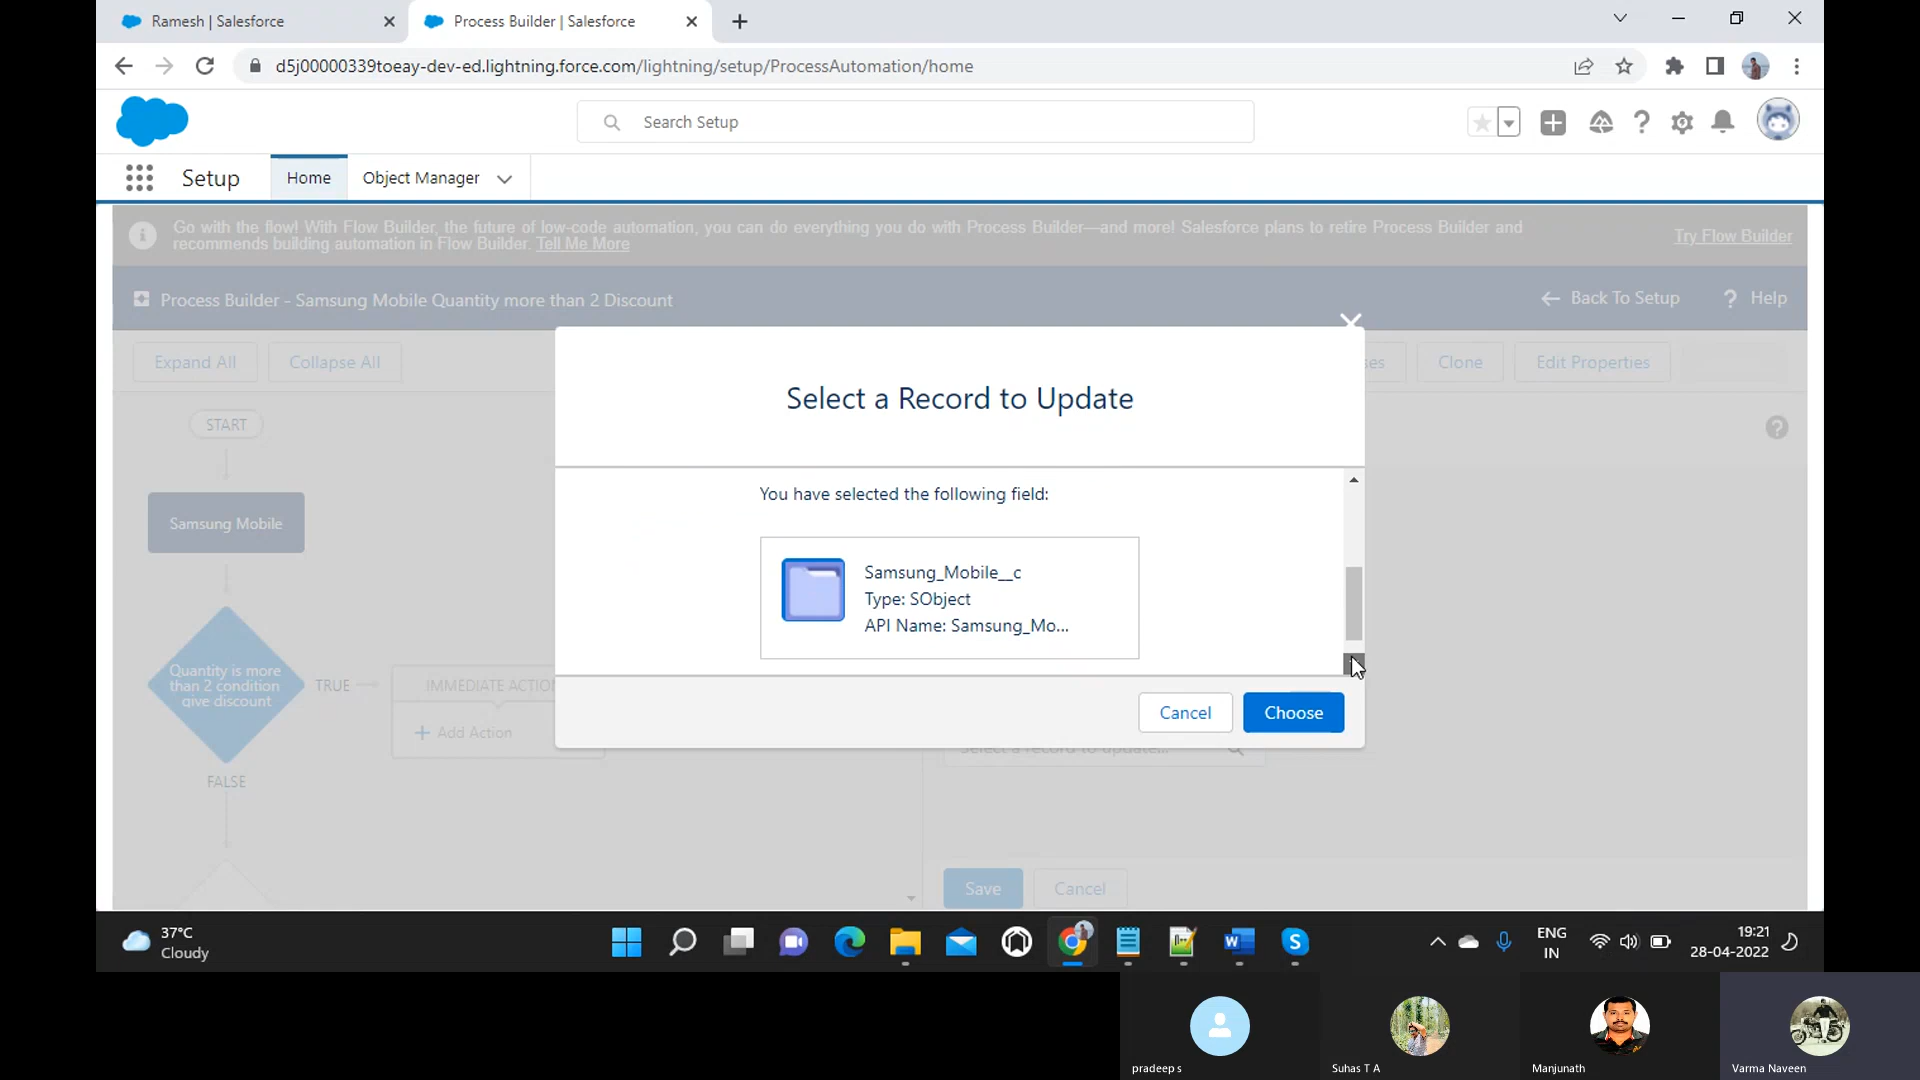 Ramesh | Salesforce
Process Builder | Salesforce
d5j00000339toeay-dev-ed.lightning.force.com/lightning/setup/ProcessAutomation/home
Search Setup
Setup
Home
Object Manager
Go with the flow! With Flow Builder, the future of low-code automation, you can do everything you do with Process Builder—and more! Salesforce plans to retire Process Builder and
recommends building automation in Flow Builder. Tell Me More
Try Flow Builder
Process Builder - Samsung Mobile Quantity more than 2 Discount
Back To Setup
? Help
Expand All
Collapse All
Clone
Edit Properties
START
Samsung Mobile
Quantity is more
than 2 condition
give discount
TRUE
FALSE
IMMEDIATE ACTION
+ Add Action
Select a Record to Update
You have selected the following field:
Samsung_Mobile__c
Type: SObject
API Name: Samsung_Mo...
Cancel
Choose
Select a record to update...
Save
Cancel
37°C
Cloudy
ENG
IN
19:21
28-04-2022
pradeep s
Suhas T A
Manjunath
Varma Naveen